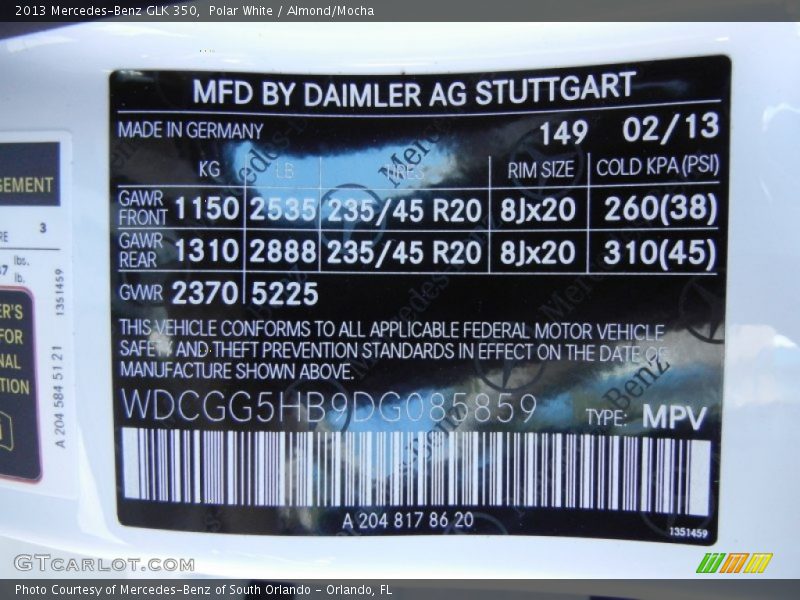 2013 Mercedes-Benz GLK 350,  Polar White / Almond/Mocha
MFD BY DAIMLER AG STUTTGART
MADE IN GERMANY 149 02/13
KG LB TIRES RIM SIZE COLD KPA (PSI)
GAWR FRONT 1150 2535 235/45 R20 8Jx20 260(38)
GAWR REAR 1310 2888 235/45 R20 8Jx20 310(45)
GVWR 2370 5225
THIS VEHICLE CONFORMS TO ALL APPLICABLE FEDERAL MOTOR VEHICLE
SAFETY AND THEFT PREVENTION STANDARDS IN EFFECT ON THE DATE OF
MANUFACTURE SHOWN ABOVE.
WDCGG5HB9DG085859 TYPE: MPV
A 204 817 86 20
1351459
3
lbs.
lb.
1351459
A 204 584 51 21
GTcarlot.com
Photo Courtesy of Mercedes-Benz of South Orlando - Orlando, FL